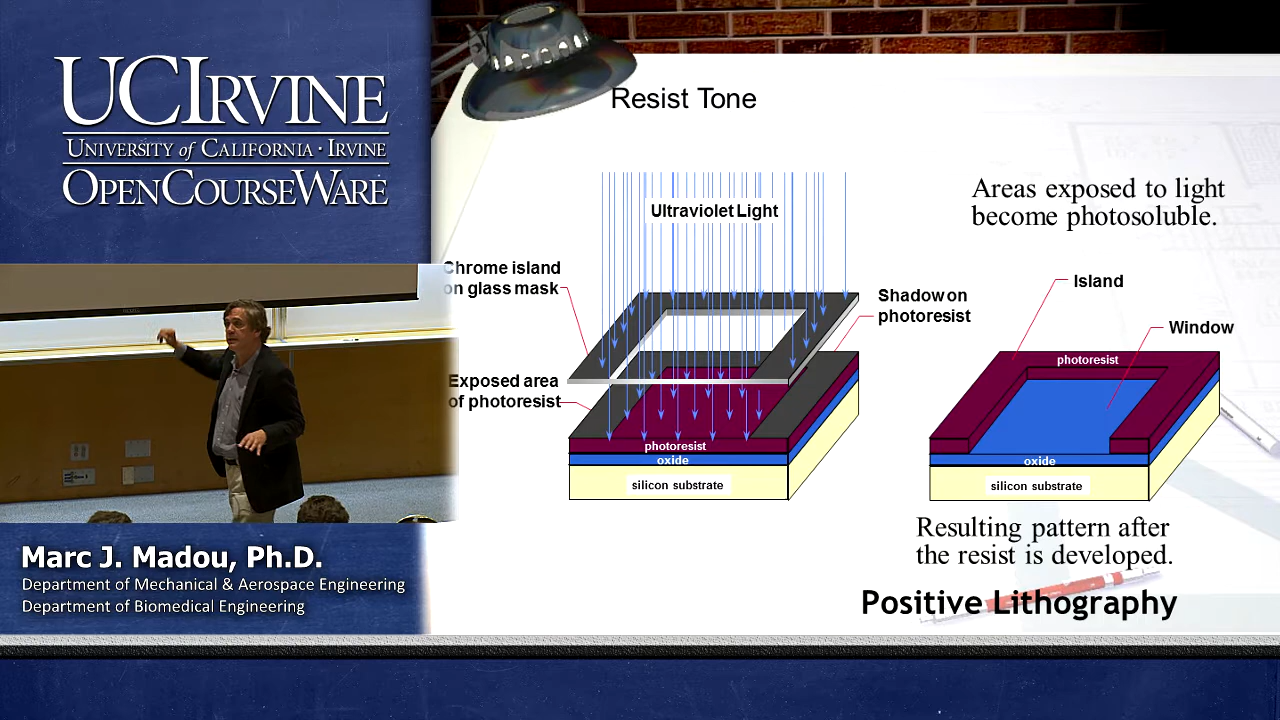 UCIRVINE
UNIVERSITY of CALIFORNIA · IRVINE
OPENCOURSEWARE
Marc J. Madou, Ph.D.
Department of Mechanical & Aerospace Engineering
Department of Biomedical Engineering
Resist Tone
Ultraviolet Light
Chrome island
on glass mask
Shadow on
photoresist
Exposed area
of photoresist
photoresist
oxide
silicon substrate
Areas exposed to light
become photosoluble.
Island
Window
photoresist
oxide
silicon substrate
Resulting pattern after
the resist is developed.
Positive Lithography